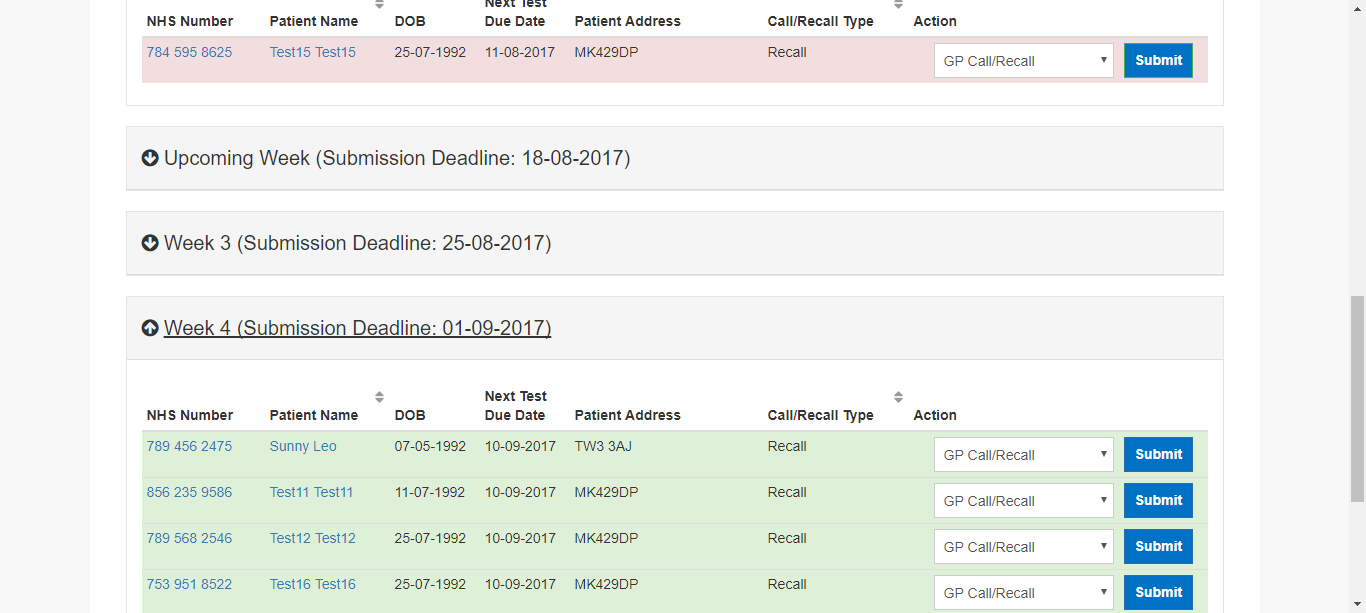 Next Test
NHS Number Patient Name DOB Due Date Patient Address Call/Recall Type Action
784 595 8625 Test15 Test15 25-07-1992 11-08-2017 MK429DP Recall GP Call/Recall Submit
Upcoming Week (Submission Deadline: 18-08-2017)
Week 3 (Submission Deadline: 25-08-2017)
Week 4 (Submission Deadline: 01-09-2017)
Next Test
NHS Number Patient Name DOB Due Date Patient Address Call/Recall Type Action
789 456 2475 Sunny Leo 07-05-1992 10-09-2017 TW3 3AJ Recall GP Call/Recall Submit
856 235 9586 Test11 Test11 11-07-1992 10-09-2017 MK429DP Recall GP Call/Recall Submit
789 568 2546 Test12 Test12 25-07-1992 10-09-2017 MK429DP Recall GP Call/Recall Submit
753 951 8522 Test16 Test16 25-07-1992 10-09-2017 MK429DP Recall GP Call/Recall Submit